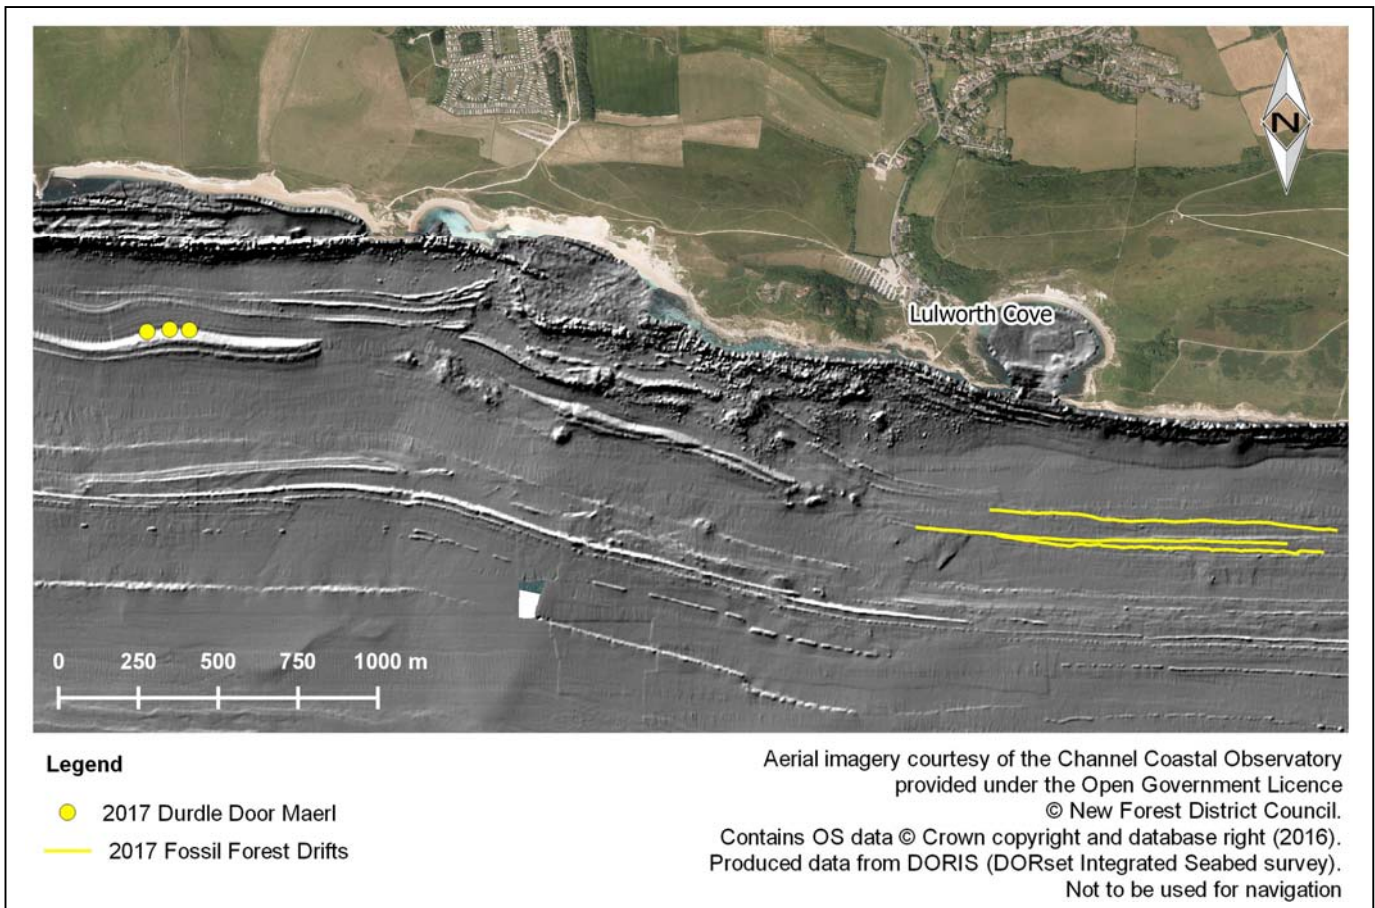 N
Lulworth Cove
0 250 500 750 1000 m
Legend
2017 Durdle Door Maerl
2017 Fossil Forest Drifts
Aerial imagery courtesy of the Channel Coastal Observatory
provided under the Open Government Licence
© New Forest District Council.
Contains OS data © Crown copyright and database right (2016).
Produced data from DORIS (DORset Integrated Seabed survey).
Not to be used for navigation